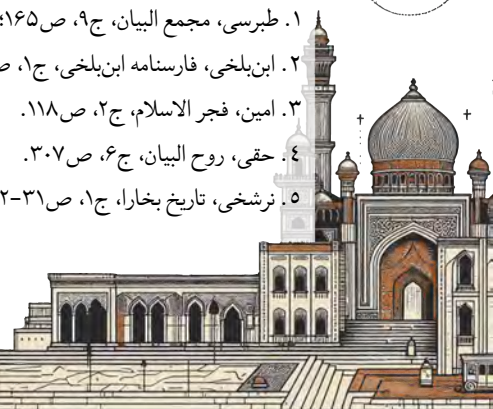 ۱. طبرسی، مجمع البیان، ج۹، ص۱۶۵؛
۲. ابن‌بلخی، فارسنامه ابن‌بلخی، ج۱،
۳. امین، فجر الاسلام، ج۲، ص۱۱۸.
٤. حقی، روح البیان، ج۶، ص۳۰۷.
٥. نرشخی، تاریخ بخارا، ج۱، ص۳۱-۲